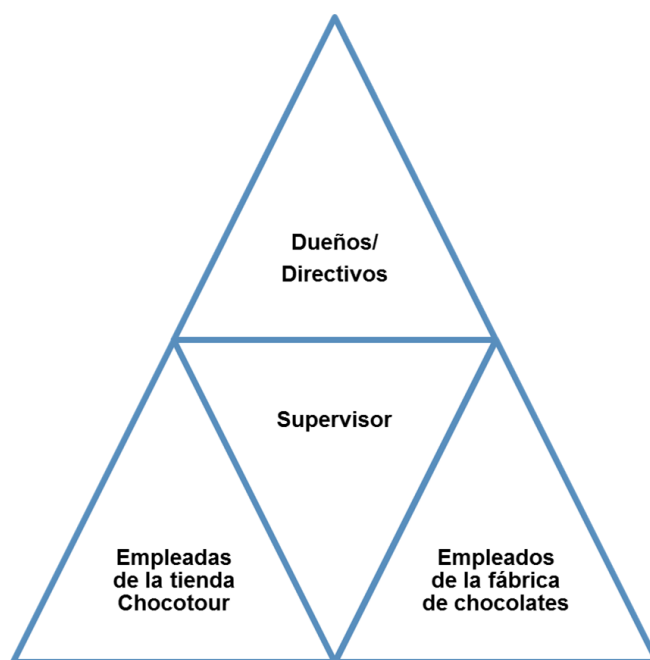 Dueños/
Directivos
Supervisor
Empleadas
de la tienda
Chocotour
Empleados
de la fábrica
de chocolates